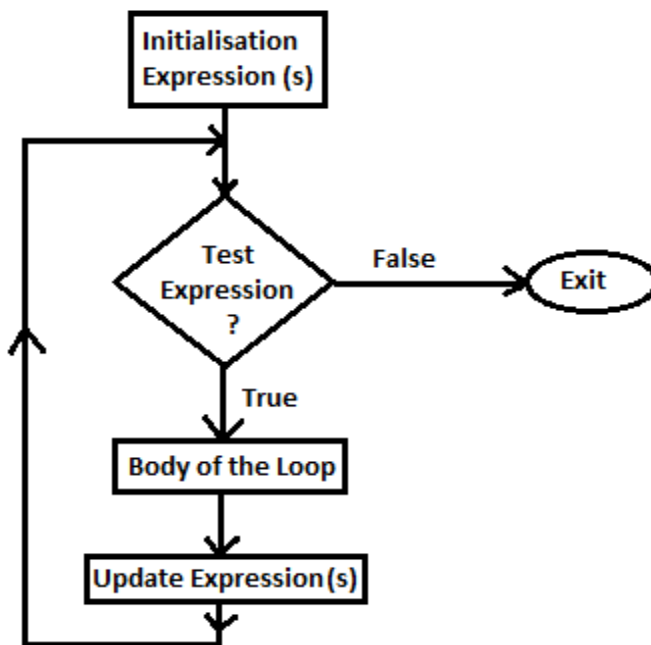 Initialisation
Expression (s)
Test
Expression
?
False
Exit
True
Body of the Loop
Update Expression(s)